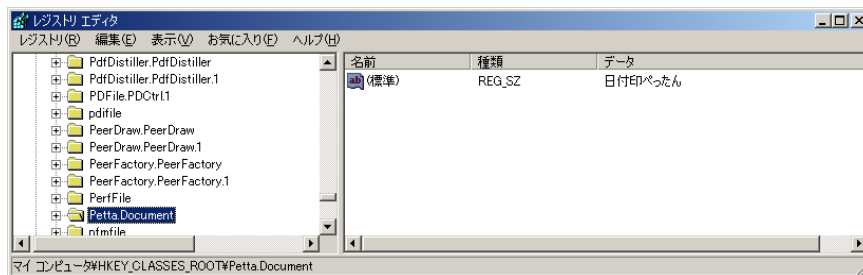 レジストリ エディタ
レジストリ(R) 編集(E) 表示(V) お気に入り(F) ヘルプ(H)
PdfDistiller.PdfDistiller
PdfDistiller.PdfDistiller.1
PDFile.PDCtrl.1
pdifile
PeerDraw.PeerDraw
PeerDraw.PeerDraw.1
PeerFactory.PeerFactory
PeerFactory.PeerFactory.1
PerfFile
Petta.Document
pfmfile
名前 種類 データ
ab (標準) REG_SZ 日付印ぺったん
マイ コンピュータ¥HKEY_CLASSES_ROOT¥Petta.Document